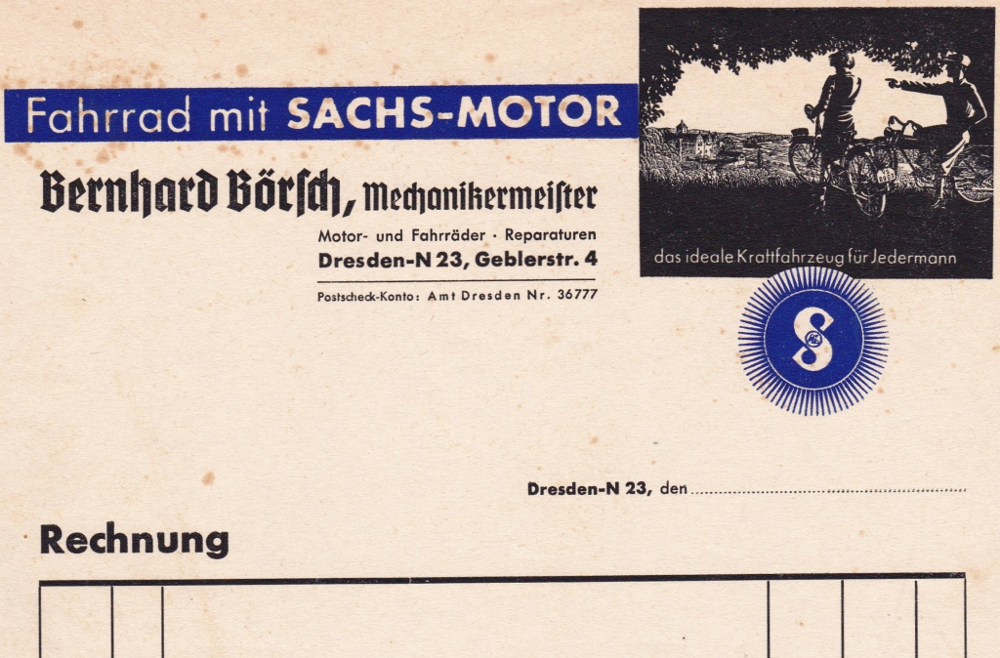 Fahrrad mit SACHS-MOTOR
Bernhard Börsch, Mechanikermeister
Motor- und Fahrräder · Reparaturen
Dresden-N 23, Geblerstr. 4
Postscheck-Konto: Amt Dresden Nr. 36777
das ideale Kraftfahrzeug für Jedermann
S
Dresden-N 23, den
Rechnung